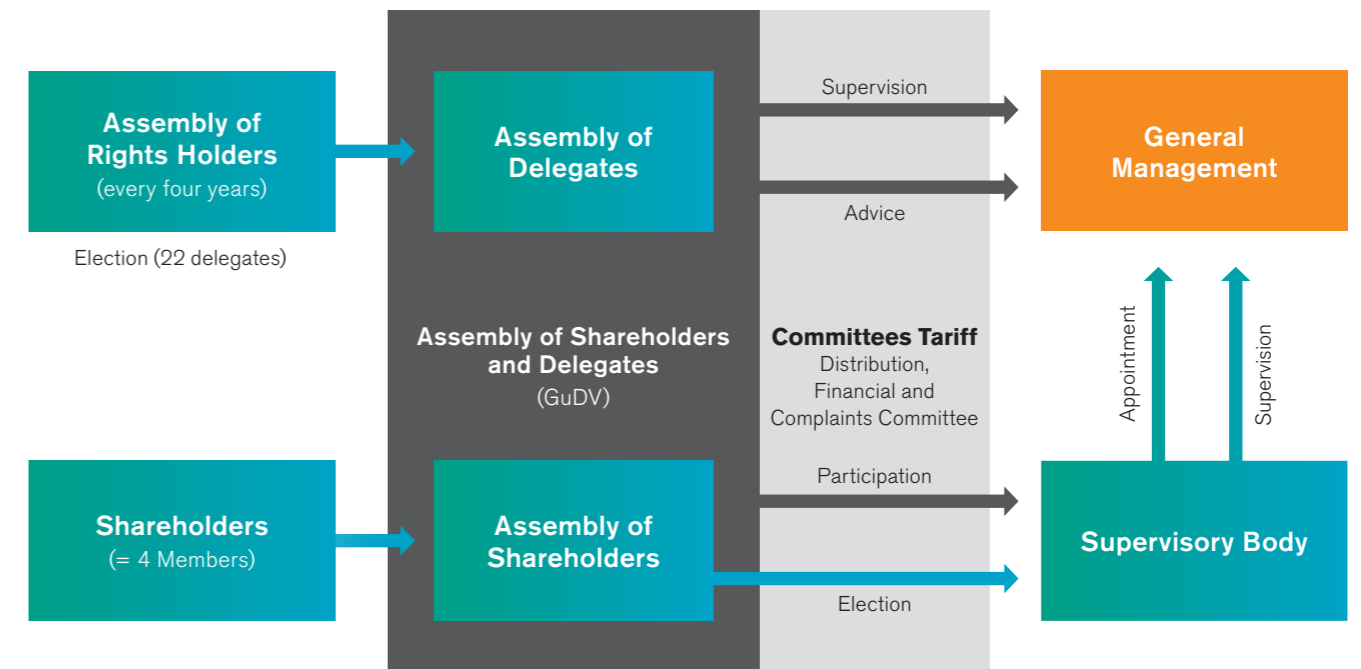 Assembly of
Rights Holders
(every four years)
Election (22 delegates)
Assembly of
Delegates
Supervision
Advice
General
Management
Assembly of Shareholders
and Delegates
(GuDV)
Committees Tariff
Distribution,
Financial and
Complaints Committee
Appointment
Supervision
Shareholders
(= 4 Members)
Assembly of
Shareholders
Participation
Election
Supervisory Body